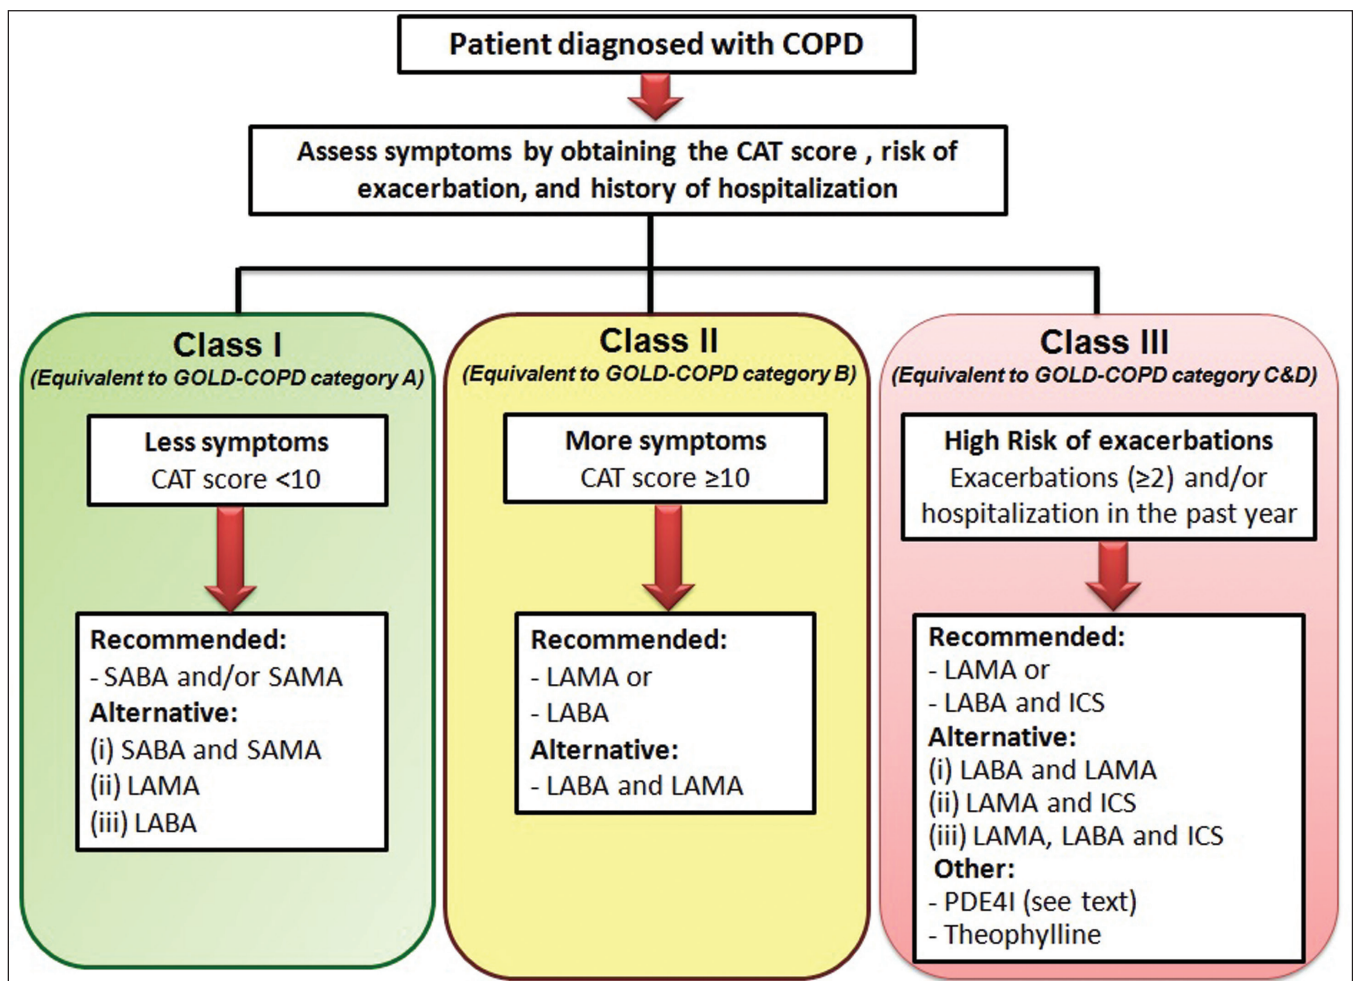 Patient diagnosed with COPD
Assess symptoms by obtaining the CAT score , risk of
exacerbation, and history of hospitalization
Class I
(Equivalent to GOLD-COPD category A)
Less symptoms
CAT score <10
Recommended:
- SABA and/or SAMA
Alternative:
(i) SABA and SAMA
(ii) LAMA
(iii) LABA
Class II
(Equivalent to GOLD-COPD category B)
More symptoms
CAT score ≥10
Recommended:
- LAMA or
- LABA
Alternative:
- LABA and LAMA
Class III
(Equivalent to GOLD-COPD category C&D)
High Risk of exacerbations
Exacerbations (≥2) and/or
hospitalization in the past year
Recommended:
- LAMA or
- LABA and ICS
Alternative:
(i) LABA and LAMA
(ii) LAMA and ICS
(iii) LAMA, LABA and ICS
Other:
- PDE4I (see text)
- Theophylline